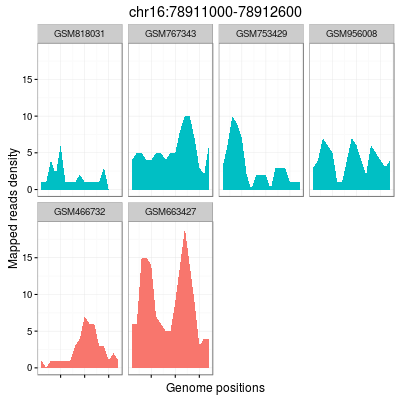 chr16:78911000-78912600
GSM818031 GSM767343 GSM753429 GSM956008
15
10
5
0
GSM466732 GSM663427
15
10
5
0
Mapped reads density
Genome positions